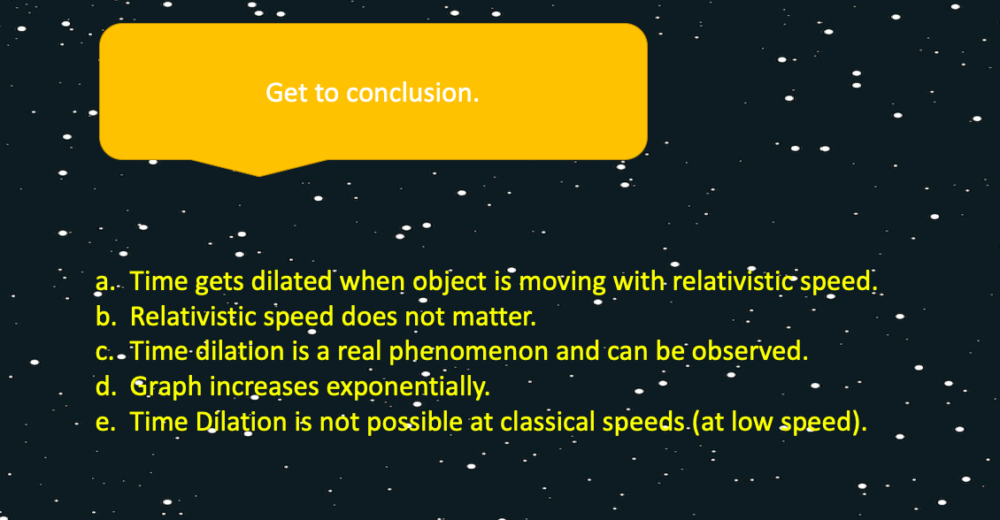 Get to conclusion.
a. Time gets dilated when object is moving with relativistic speed.
b. Relativistic speed does not matter.
c. Time dilation is a real phenomenon and can be observed.
d. Graph increases exponentially.
e. Time Dilation is not possible at classical speeds (at low speed).